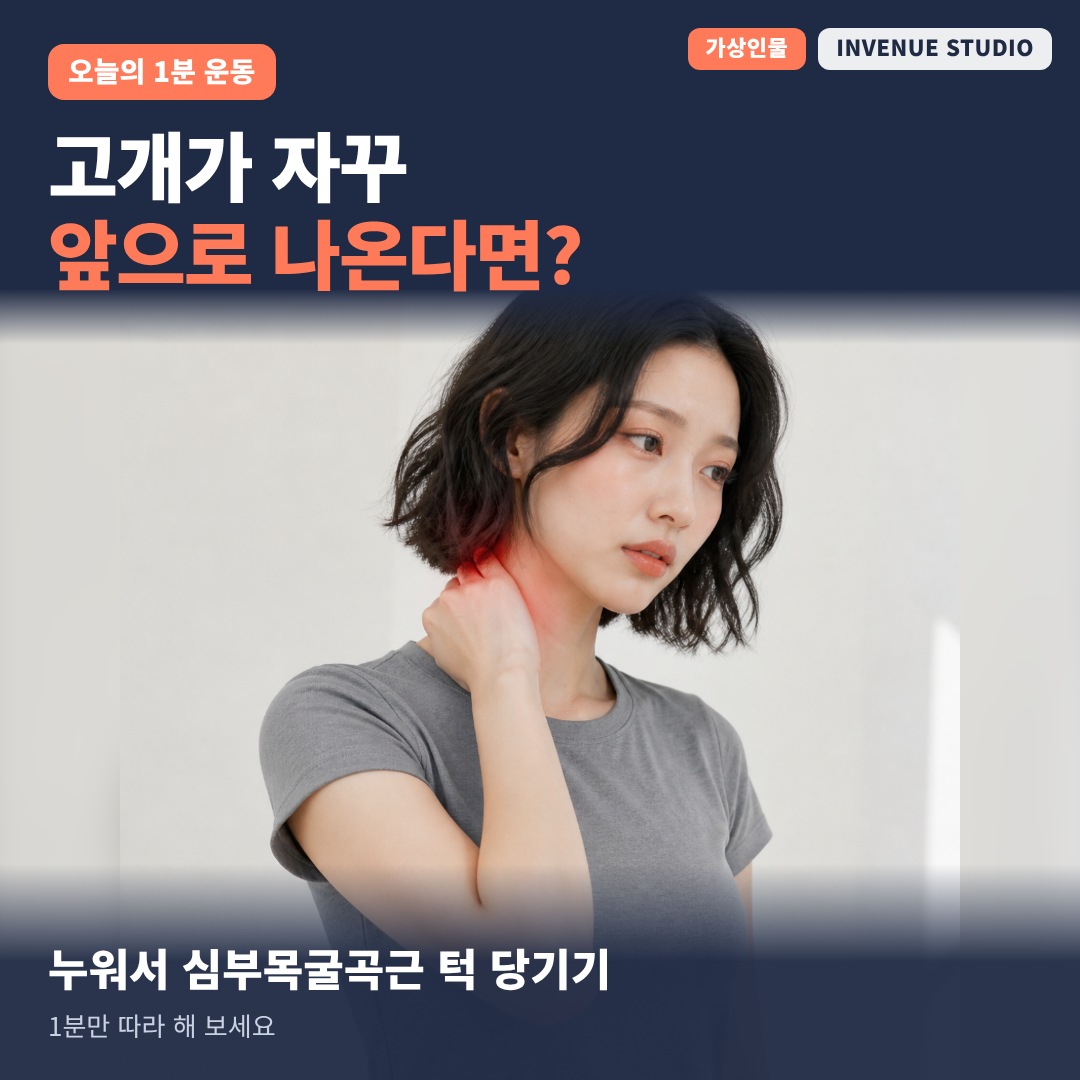 가상인물
INVENUE STUDIO
오늘의 1분 운동
고개가 자꾸
앞으로 나온다면?
누워서 심부목굴곡근 턱 당기기
1분만 따라 해 보세요